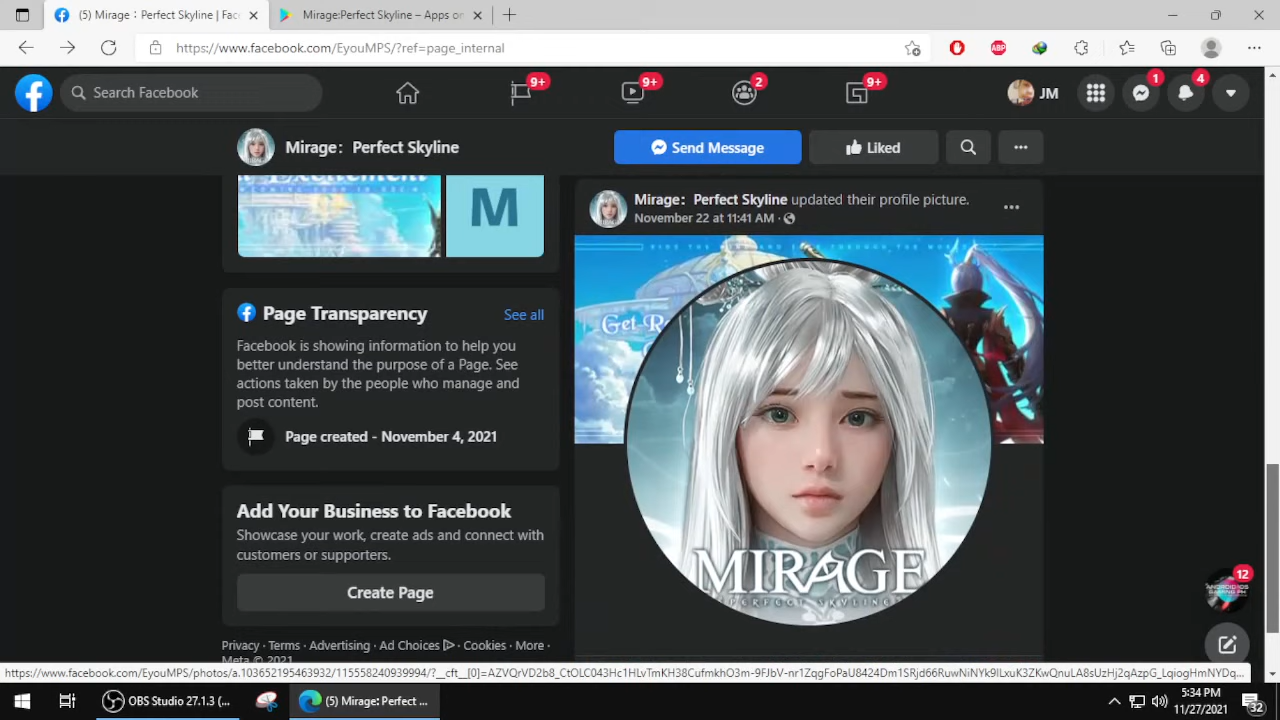 (5) Mirage：Perfect Skyline | Fac
Mirage:Perfect Skyline – Apps on
https://www.facebook.com/EyouMPS/?ref=page_internal
ABP
Search Facebook
9+
9+
2
9+
JM
1
4
Mirage：Perfect Skyline
Send Message
Liked
M
Mirage：Perfect Skyline updated their profile picture.
November 22 at 11:41 AM ·
Page Transparency
See all
Facebook is showing information to help you
better understand the purpose of a Page. See
actions taken by the people who manage and
post content.
Page created - November 4, 2021
Add Your Business to Facebook
Showcase your work, create ads and connect with
customers or supporters.
Create Page
Privacy · Terms · Advertising · Ad Choices · Cookies · More ·
Meta © 2021
MIRAGE
PERFECT SKYLINE
12
OBS Studio 27.1.3 (...
(5) Mirage: Perfect ...
5:34 PM
11/27/2021
32